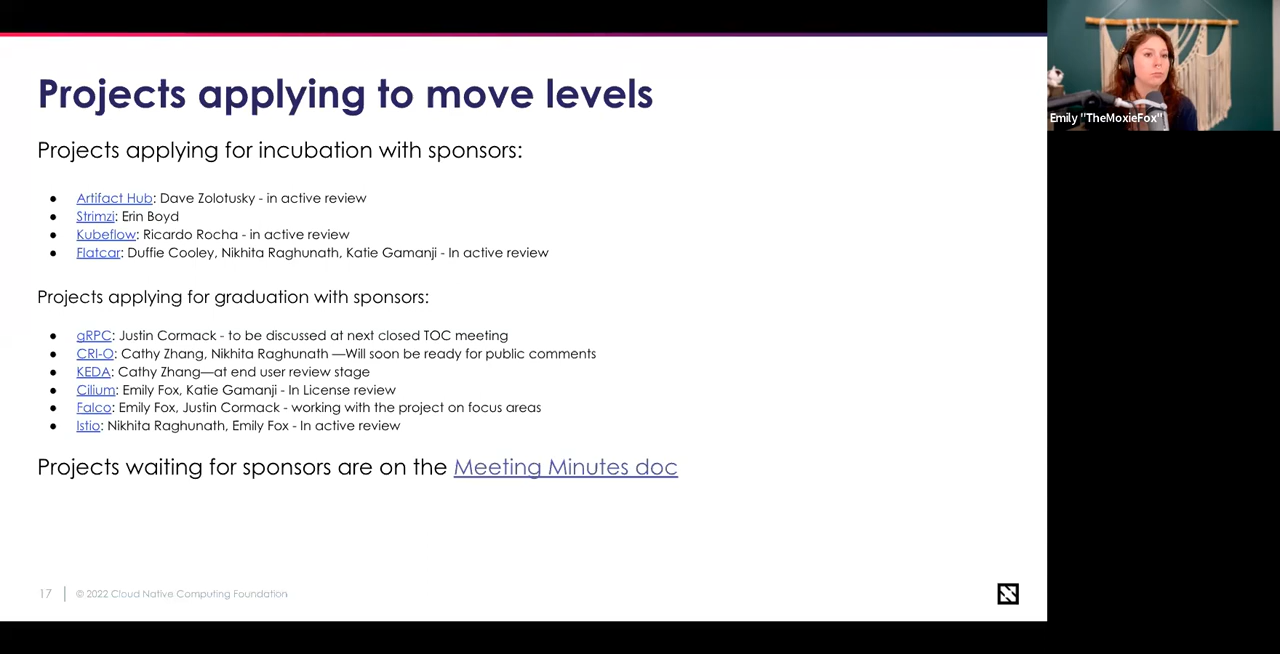 Projects applying to move levels
Emily "TheMoxieFox"
Projects applying for incubation with sponsors:
● Artifact Hub: Dave Zolotusky - in active review
● Strimzi: Erin Boyd
● Kubeflow: Ricardo Rocha - in active review
● Flatcar: Duffie Cooley, Nikhita Raghunath, Katie Gamanji - In active review
Projects applying for graduation with sponsors:
● gRPC: Justin Cormack - to be discussed at next closed TOC meeting
● CRI-O: Cathy Zhang, Nikhita Raghunath —Will soon be ready for public comments
● KEDA: Cathy Zhang—at end user review stage
● Cilium: Emily Fox, Katie Gamanji - In License review
● Falco: Emily Fox, Justin Cormack - working with the project on focus areas
● Istio: Nikhita Raghunath, Emily Fox - In active review
Projects waiting for sponsors are on the Meeting Minutes doc
17 | © 2022 Cloud Native Computing Foundation